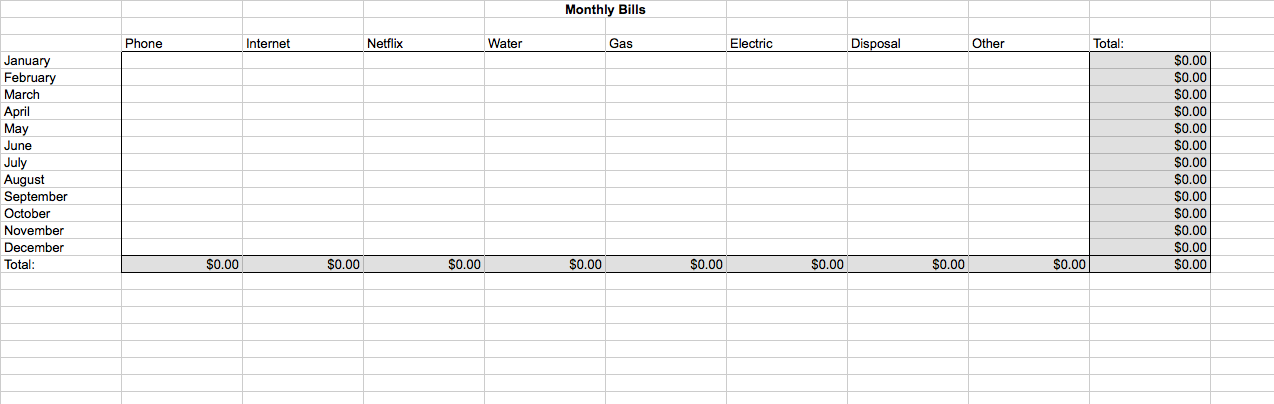 Monthly Bills
Phone Internet Netflix Water Gas Electric Disposal Other Total:
January $0.00
February $0.00
March $0.00
April $0.00
May $0.00
June $0.00
July $0.00
August $0.00
September $0.00
October $0.00
November $0.00
December $0.00
Total: $0.00 $0.00 $0.00 $0.00 $0.00 $0.00 $0.00 $0.00 $0.00